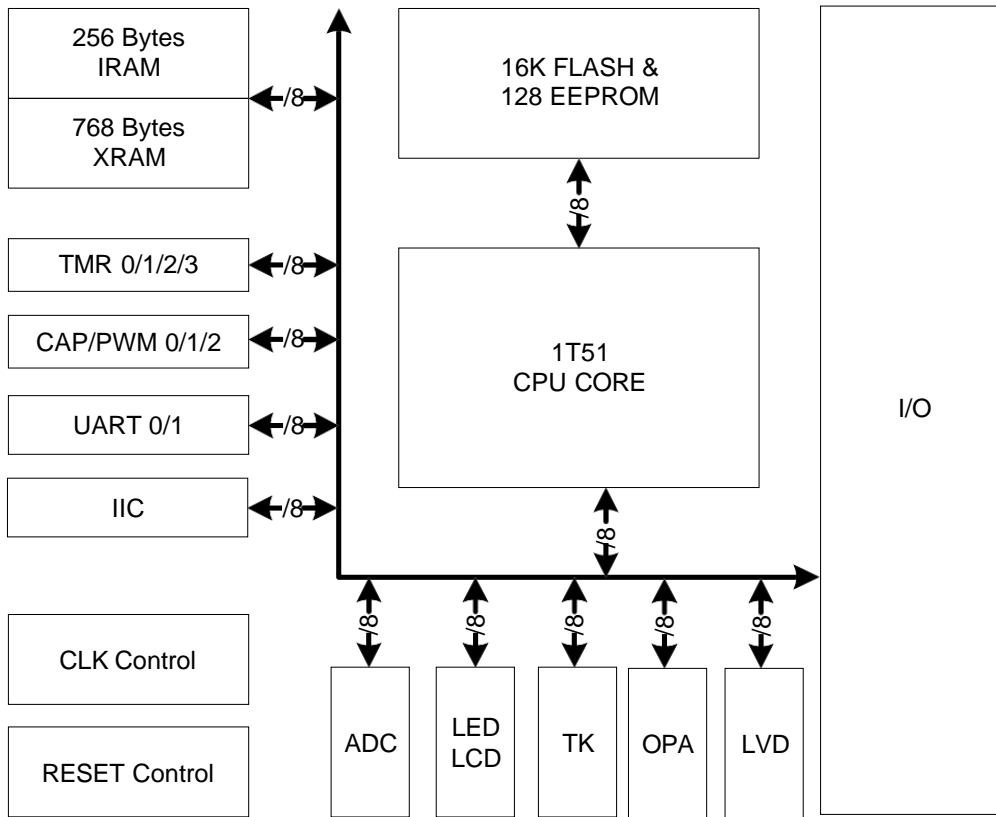 256 Bytes
IRAM
/8
768 Bytes
XRAM
16K FLASH &
128 EEPROM
/8
TMR 0/1/2/3
/8
CAP/PWM 0/1/2
/8
1T51
CPU CORE
UART 0/1
/8
I/O
IIC
/8
/8
CLK Control
/8
/8
/8
/8
/8
ADC
LED
LCD
TK
OPA
LVD
RESET Control